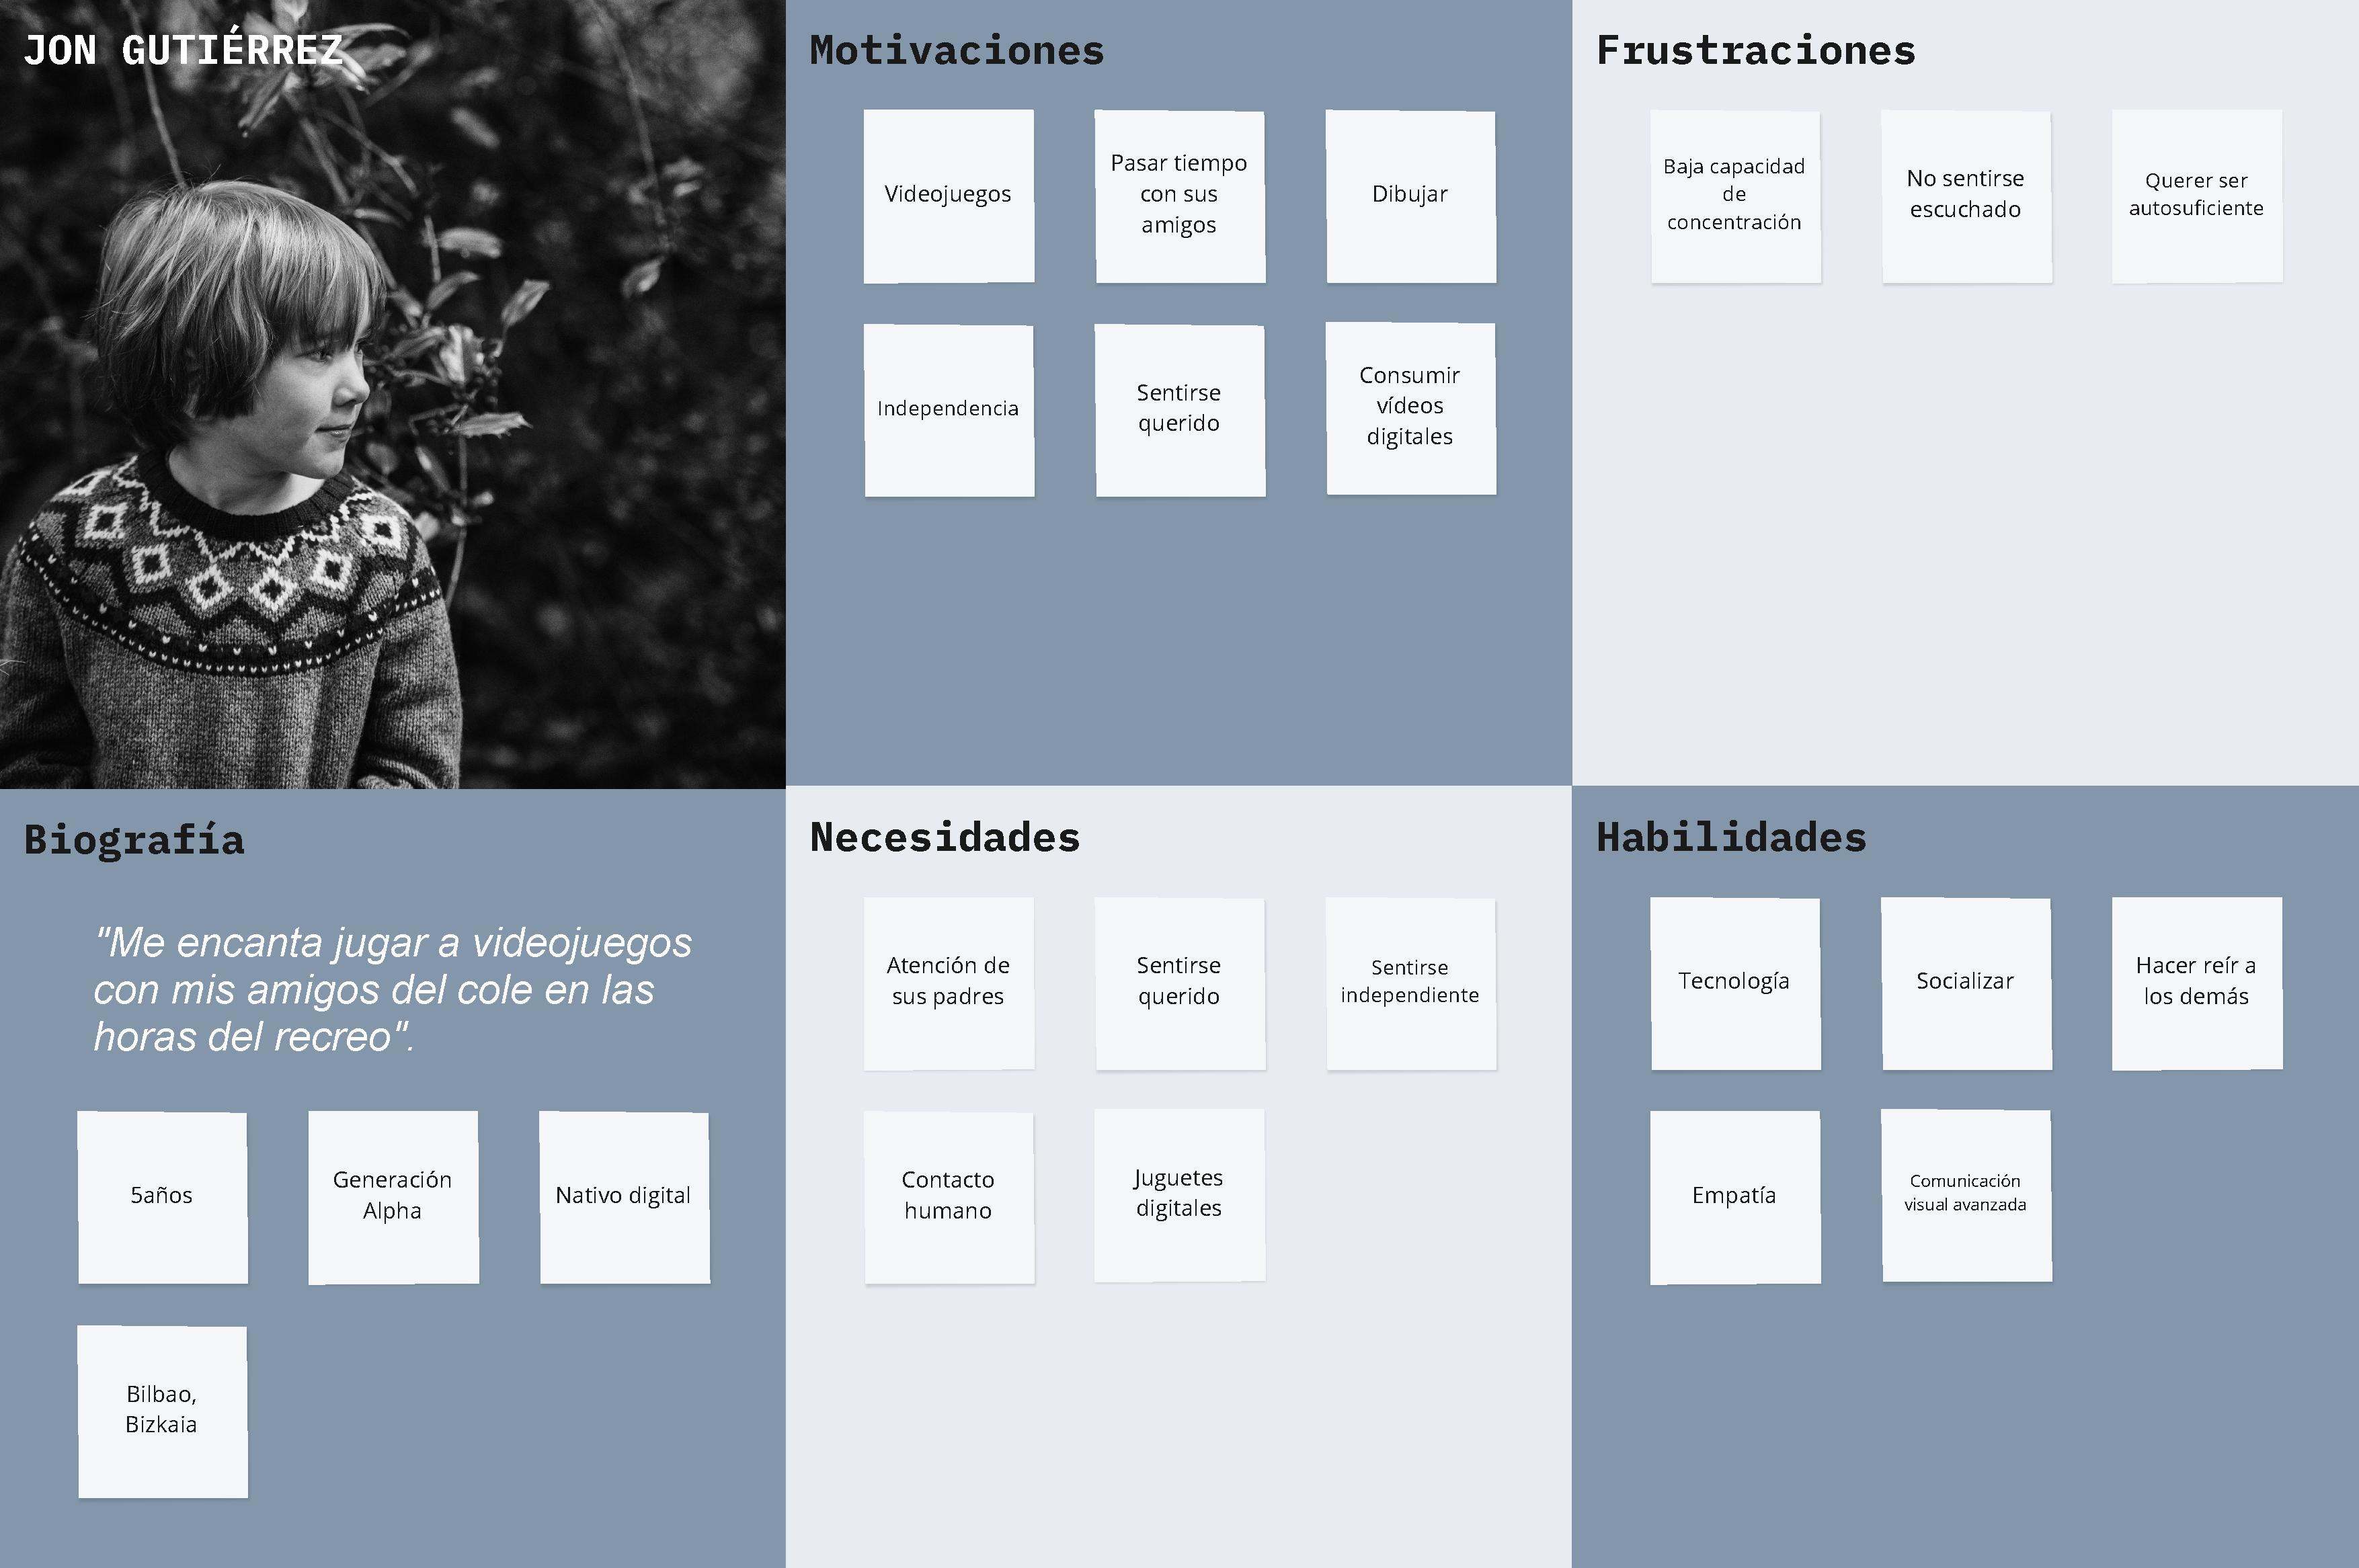 JON GUTIÉRREZ
Motivaciones
Videojuegos
Pasar tiempo
con sus
amigos
Dibujar
Independencia
Sentirse
querido
Consumir
vídeos
digitales
Frustraciones
Baja capacidad
de
concentración
No sentirse
escuchado
Querer ser
autosuficiente
Biografía
"Me encanta jugar a videojuegos
con mis amigos del cole en las
horas del recreo".
5años
Generación
Alpha
Nativo digital
Bilbao,
Bizkaia
Necesidades
Atención de
sus padres
Sentirse
querido
Sentirse
independiente
Contacto
humano
Juguetes
digitales
Habilidades
Tecnología
Socializar
Hacer reír a
los demás
Empatía
Comunicación
visual avanzada